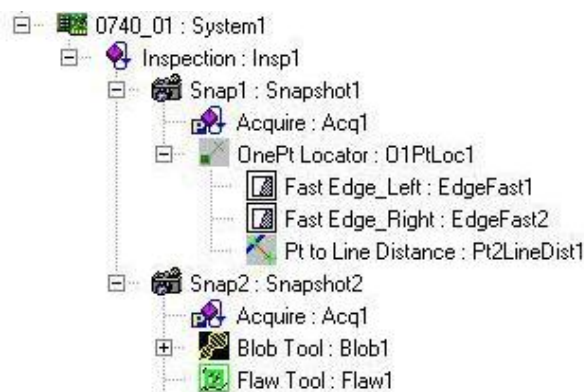 0740_01 : System1
Inspection : Insp1
Snap1 : Snapshot1
Acquire : Acq1
OnePt Locator : O1PtLoc1
Fast Edge_Left : EdgeFast1
Fast Edge_Right : EdgeFast2
Pt to Line Distance : Pt2LineDist1
Snap2 : Snapshot2
Acquire : Acq1
Blob Tool : Blob1
Flaw Tool : Flaw1